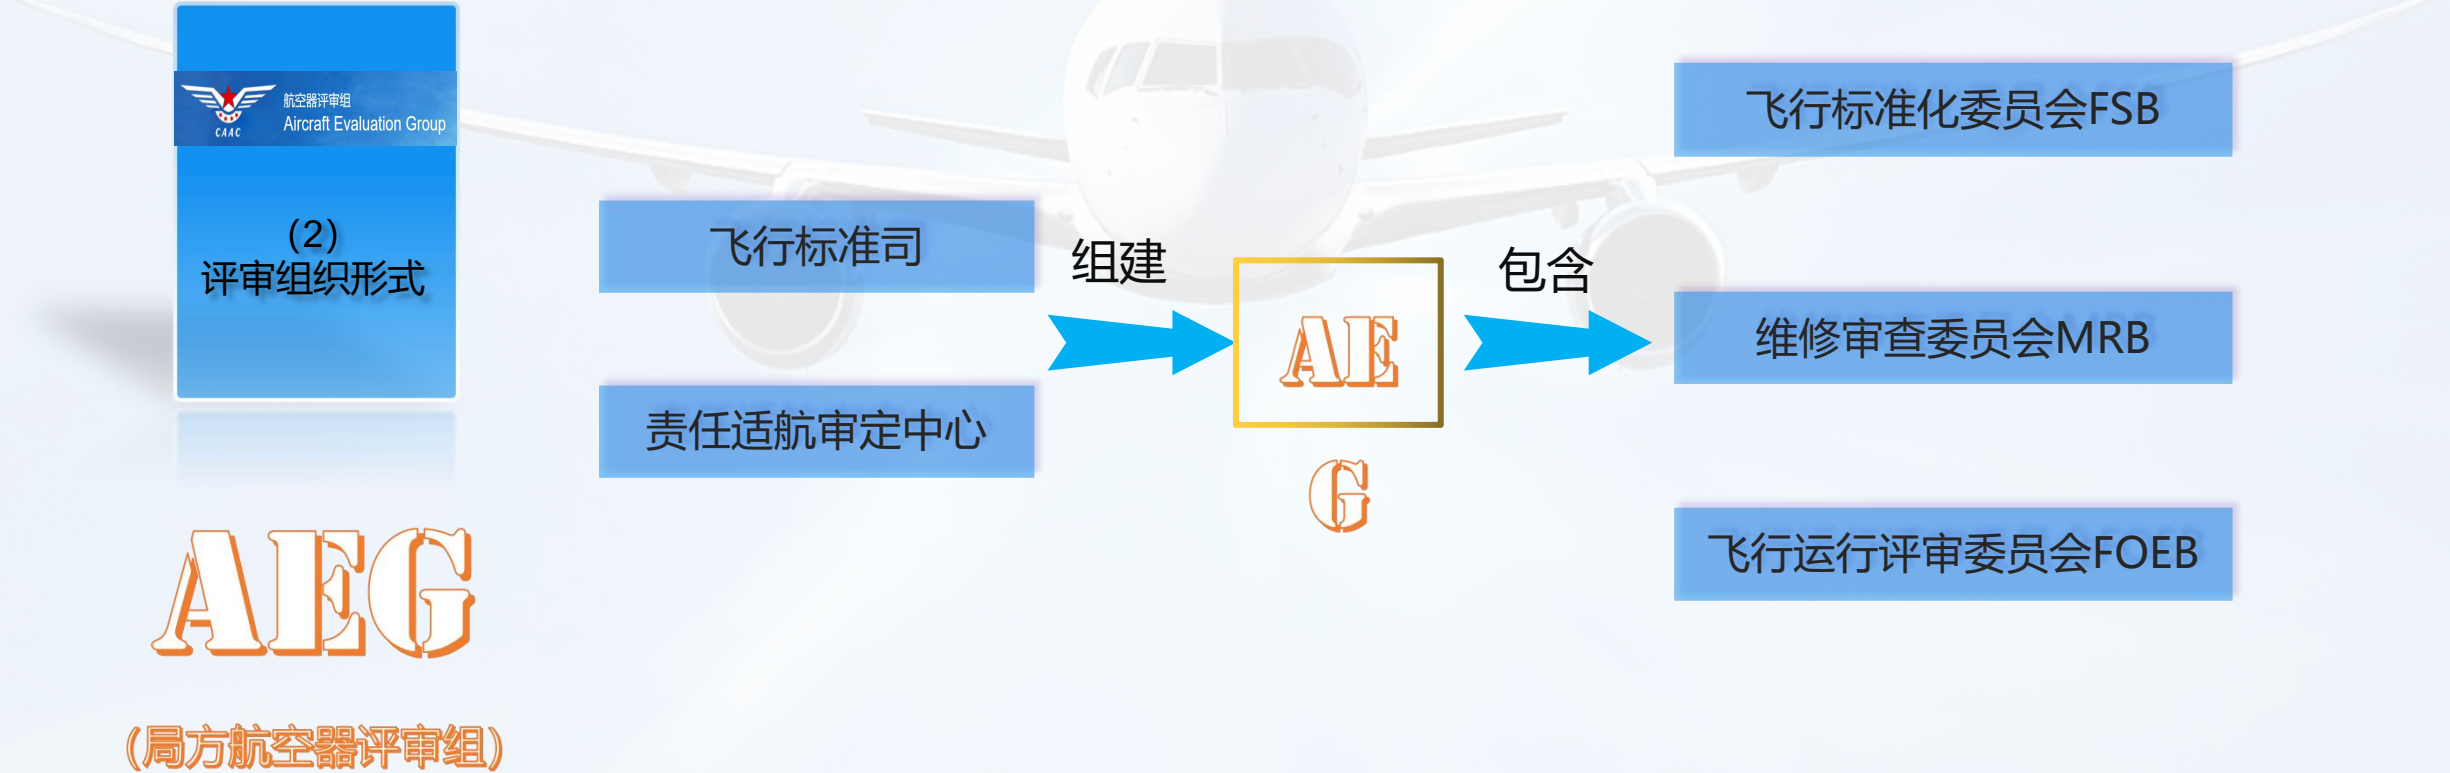 CAAC
航空器评审组
Aircraft Evaluation Group
（2）
评审组织形式
AEG
（局方航空器评审组）
飞行标准司
责任适航审定中心
组建
AE
G
包含
飞行标准化委员会FSB
维修审查委员会MRB
飞行运行评审委员会FOEB